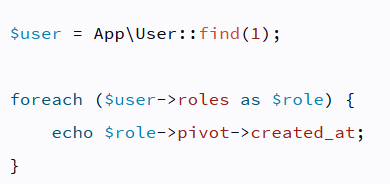 $user = App\User::find(1);
foreach ($user->roles as $role) {
    echo $role->pivot->created_at;
}